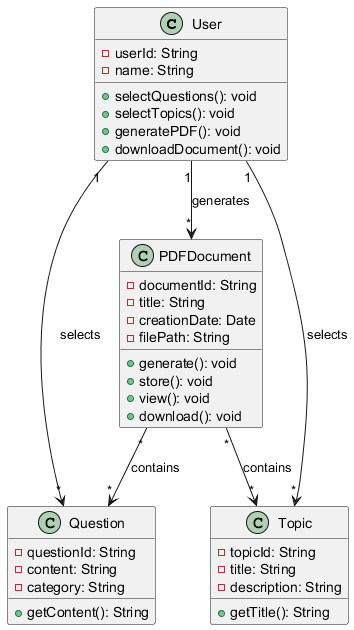 C User
userId: String
name: String
selectQuestions(): void
selectTopics(): void
generatePDF(): void
downloadDocument(): void
1 1 1
generates
*
C PDFDocument
documentId: String
title: String
creationDate: Date
filePath: String
generate(): void
store(): void
view(): void
download(): void
selects selects
* *
contains contains
* * * *
C Question
questionId: String
content: String
category: String
getContent(): String
C Topic
topicId: String
title: String
description: String
getTitle(): String